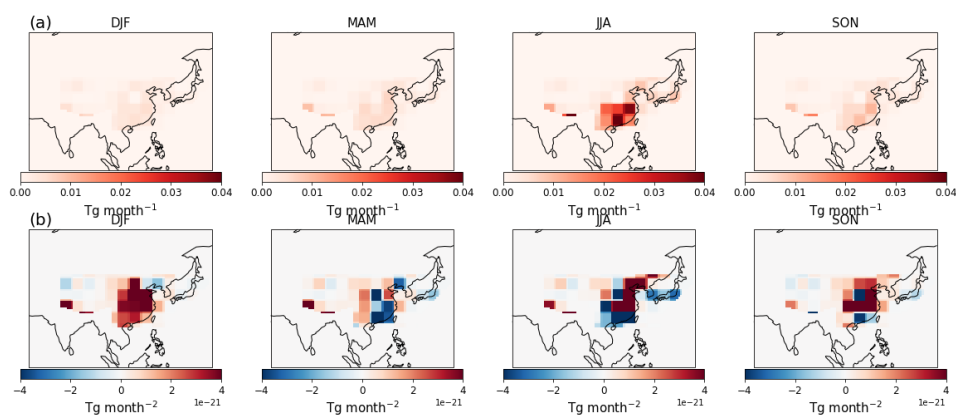 (a)
DJF MAM JJA SON
0.00 0.01 0.02 0.03 0.04 0.00 0.01 0.02 0.03 0.04 0.00 0.01 0.02 0.03 0.04 0.00 0.01 0.02 0.03 0.04
Tg month⁻¹ Tg month⁻¹ Tg month⁻¹ Tg month⁻¹
(b)
DJF MAM JJA SON
−4 −2 0 2 4 −4 −2 0 2 4 −4 −2 0 2 4 −4 −2 0 2 4
1e−21 1e−21 1e−21 1e−21
Tg month⁻² Tg month⁻² Tg month⁻² Tg month⁻²